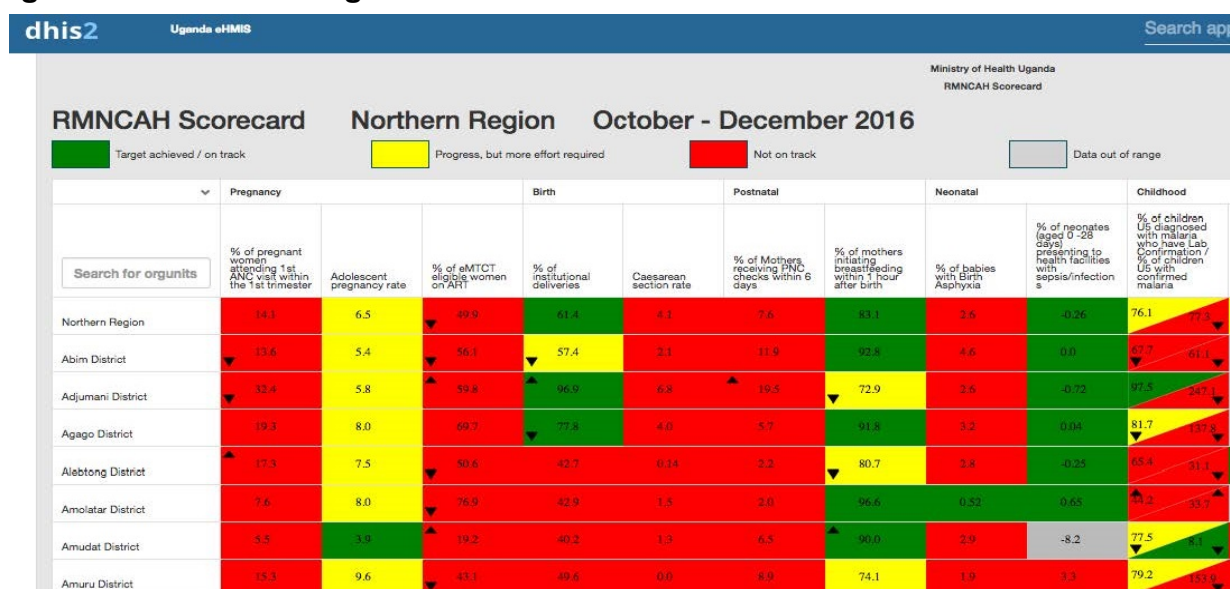 dhis2 Uganda eHMIS Search app
Ministry of Health Uganda
RMNCAH Scorecard
RMNCAH Scorecard Northern Region October - December 2016
Target achieved / on track Progress, but more effort required Not on track Data out of range
Pregnancy Birth Postnatal Neonatal Childhood
Search for orgunits
% of pregnant
women
attending 1st
ANC visit within
the 1st trimester
Adolescent
pregnancy rate
% of eMTCT
eligible women
on ART
% of
institutional
deliveries
Caesarean
section rate
% of Mothers
receiving PNC
checks within 6
days
% of mothers
initiating
breastfeeding
within 1 hour
after birth
% of babies
with Birth
Asphyxia
% of neonates
(aged 0 -28
days)
presenting to
health facilities
with
sepsis/infection
s
% of children
U5 diagnosed
with malaria
who have Lab
Confirmation /
% of children
U5 with
confirmed
malaria
Northern Region 14.1 6.5 49.9 61.4 4.1 7.6 83.1 2.6 -0.26 76.1 77.3
Abim District 13.6 5.4 56.1 57.4 2.1 11.9 92.8 4.6 0.0 67.7 61.1
Adjumani District 32.4 5.8 59.8 96.9 6.8 19.5 72.9 2.6 -0.72 97.5 247.1
Agago District 19.3 8.0 69.7 77.8 4.0 5.7 91.8 3.2 0.04 81.7 137.8
Alebtong District 17.3 7.5 50.6 42.7 0.14 2.2 80.7 2.8 -0.25 65.4 31.1
Amolatar District 7.6 8.0 76.9 42.9 1.5 2.0 96.6 0.52 0.65 33.7
Amudat District 5.5 3.9 19.2 40.2 1.3 6.5 90.0 2.9 -8.2 77.5 8.1
Amuru District 15.3 9.6 43.1 49.6 0.0 8.9 74.1 1.9 3.3 79.2 153.9